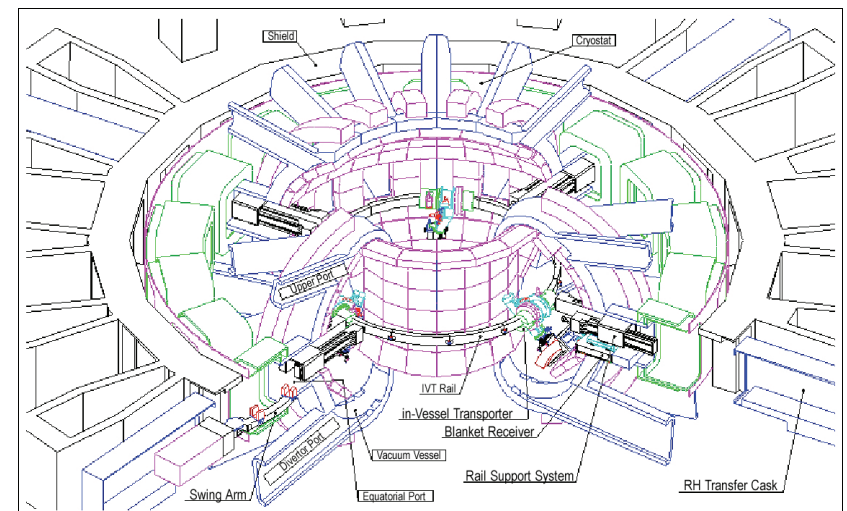 Shield
Cryostat
Upper Port
IVT Rail
in-Vessel Transporter
Blanket Receiver
Divertor Port
Vacuum Vessel
Rail Support System
RH Transfer Cask
Swing Arm
Equatorial Port